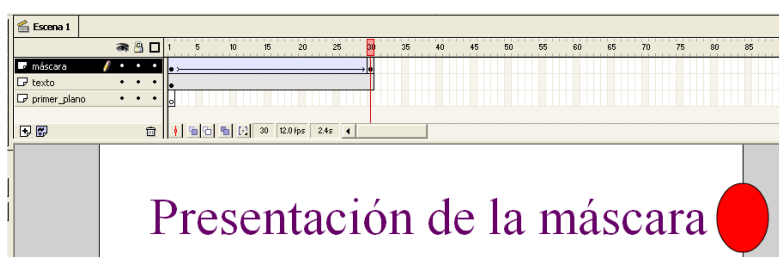 Escena 1
1 5 10 15 20 25 30 35 40 45 50 55 60 65 70 75 80 85
máscara
texto
primer_plano
30 12.0 fps 2.4s
Presentación de la máscara